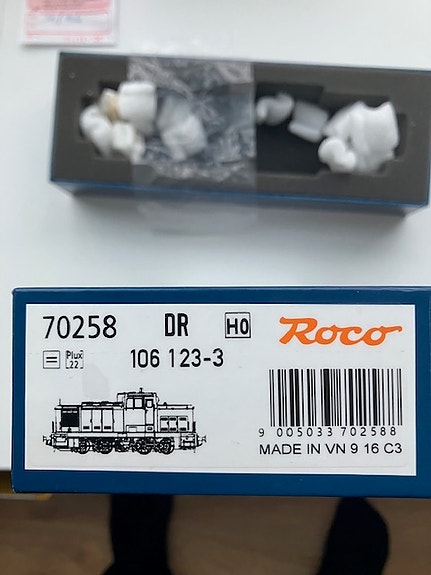 70258 DR H0 Roco
= Plux 22 106 123-3
9 005033 702588
MADE IN VN 9 16 C3